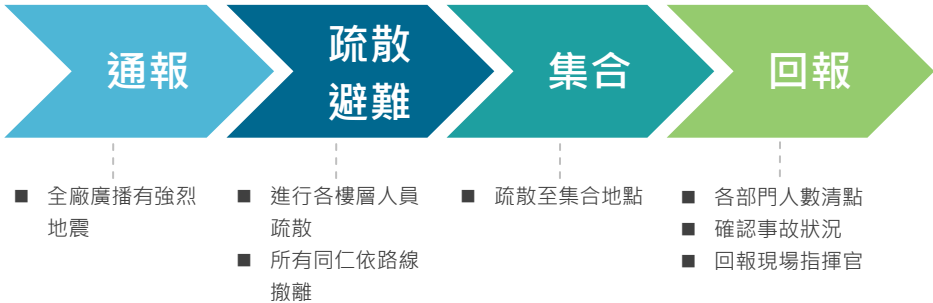 通報
疏散
避難
集合
回報
■ 全廠廣播有強烈
地震
■ 進行各樓層人員
疏散
■ 所有同仁依路線
撤離
■ 疏散至集合地點
■ 各部門人數清點
■ 確認事故狀況
■ 回報現場指揮官